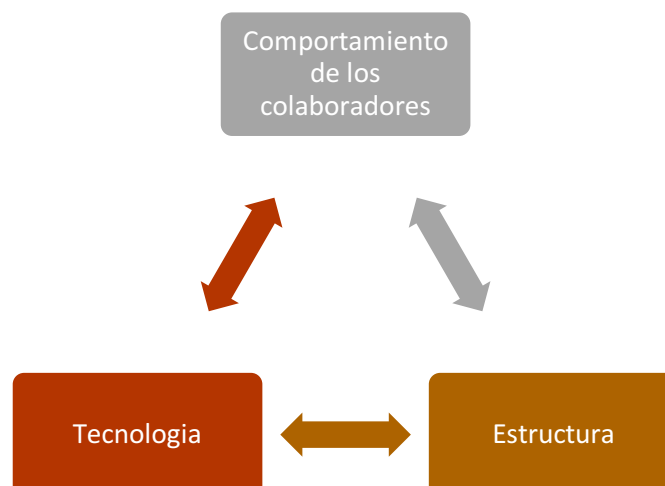 Comportamiento
de los
colaboradores
Tecnologia
Estructura